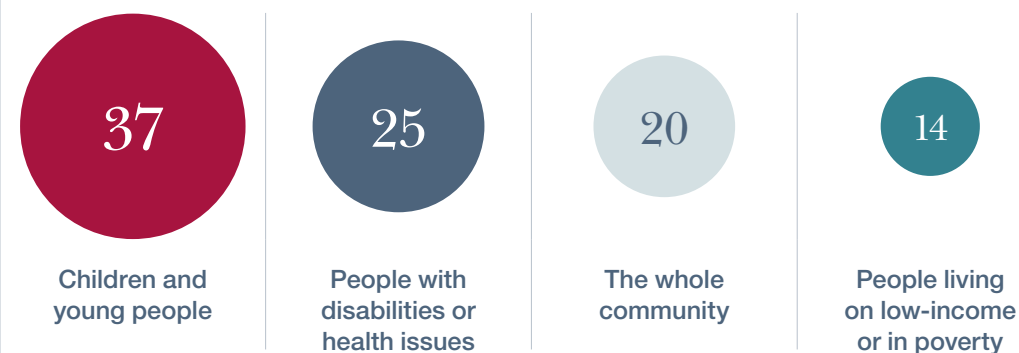 37
25
20
14
Children and
young people
People with
disabilities or
health issues
The whole
community
People living
on low-income
or in poverty